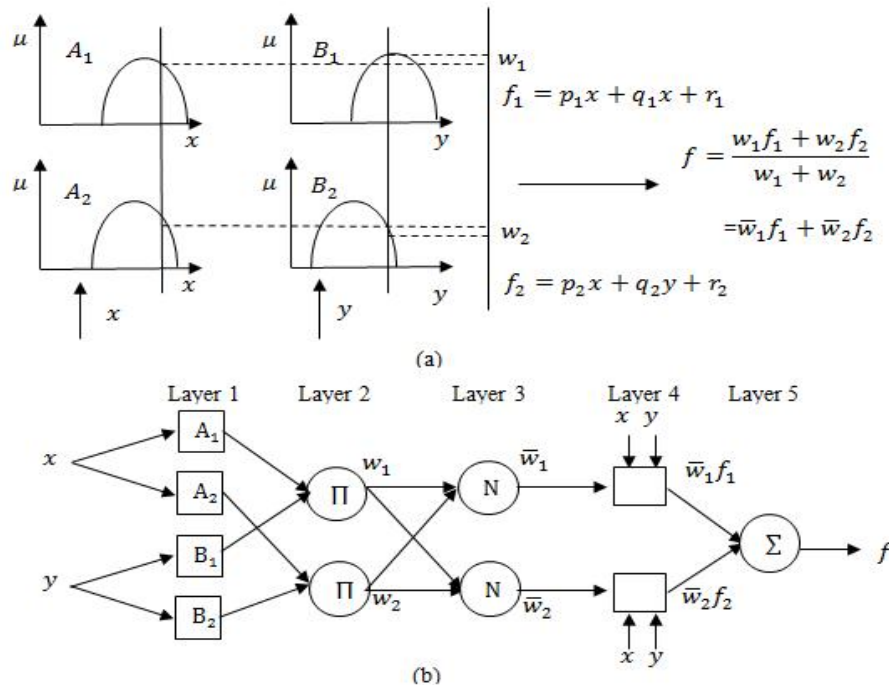 μ A₁ μ B₁ w₁
f₁ = p₁x + q₁x + r₁
x y
f = (w₁f₁ + w₂f₂) / (w₁ + w₂)
μ A₂ μ B₂
=w̅₁f₁ + w̅₂f₂
w₂
x y
f₂ = p₂x + q₂y + r₂
x y
(a)
Layer 1 Layer 2 Layer 3 Layer 4 Layer 5
x y
A₁
x w₁ w̅₁ w̅₁f₁
A₂ Π N
B₁ Σ f
y
Π w₂ N w̅₂ w̅₂f₂
B₂
x y
(b)